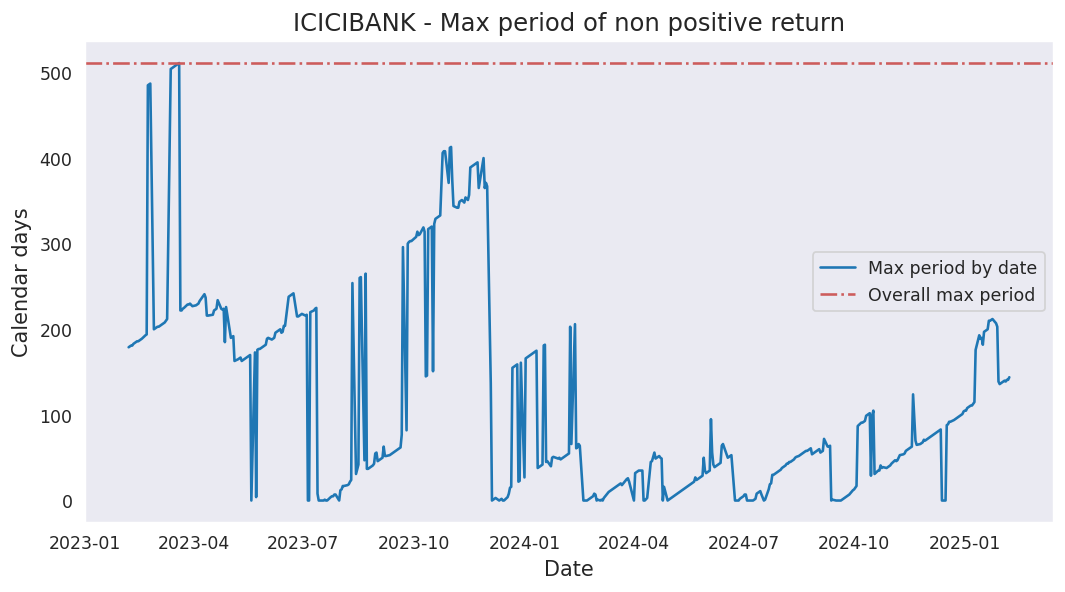 ICICIBANK - Max period of non positive return
Calendar days
500
400
300
200
100
0
Max period by date
Overall max period
2023-01 2023-04 2023-07 2023-10 2024-01 2024-04 2024-07 2024-10 2025-01
Date